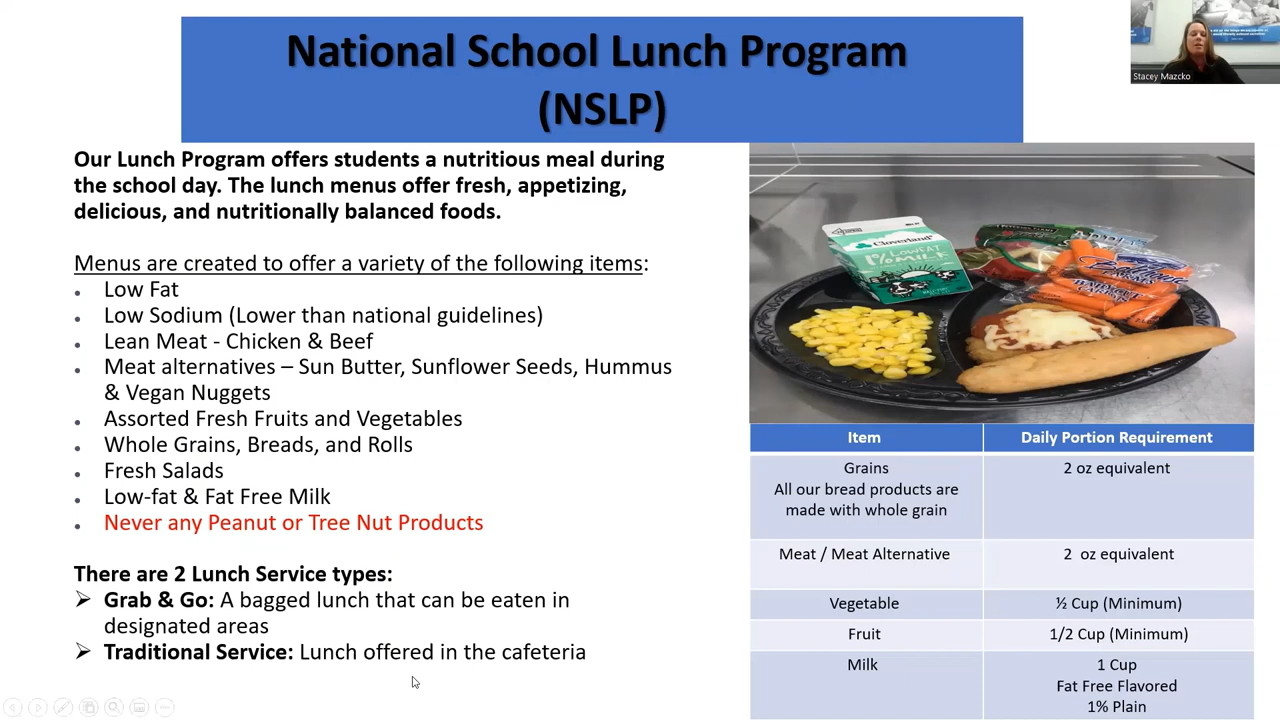 National School Lunch Program
(NSLP)
Stacey Mazcko
Our Lunch Program offers students a nutritious meal during
the school day. The lunch menus offer fresh, appetizing,
delicious, and nutritionally balanced foods.
Menus are created to offer a variety of the following items:
• Low Fat
• Low Sodium (Lower than national guidelines)
• Lean Meat - Chicken & Beef
• Meat alternatives – Sun Butter, Sunflower Seeds, Hummus
& Vegan Nuggets
• Assorted Fresh Fruits and Vegetables
• Whole Grains, Breads, and Rolls
• Fresh Salads
• Low-fat & Fat Free Milk
• Never any Peanut or Tree Nut Products
There are 2 Lunch Service types:
➢ Grab & Go: A bagged lunch that can be eaten in
designated areas
➢ Traditional Service: Lunch offered in the cafeteria
Cloverland
1% LOWFAT
MILK
Item Daily Portion Requirement
Grains 2 oz equivalent
All our bread products are
made with whole grain
Meat / Meat Alternative 2 oz equivalent
Vegetable ½ Cup (Minimum)
Fruit 1/2 Cup (Minimum)
Milk 1 Cup
Fat Free Flavored
1% Plain